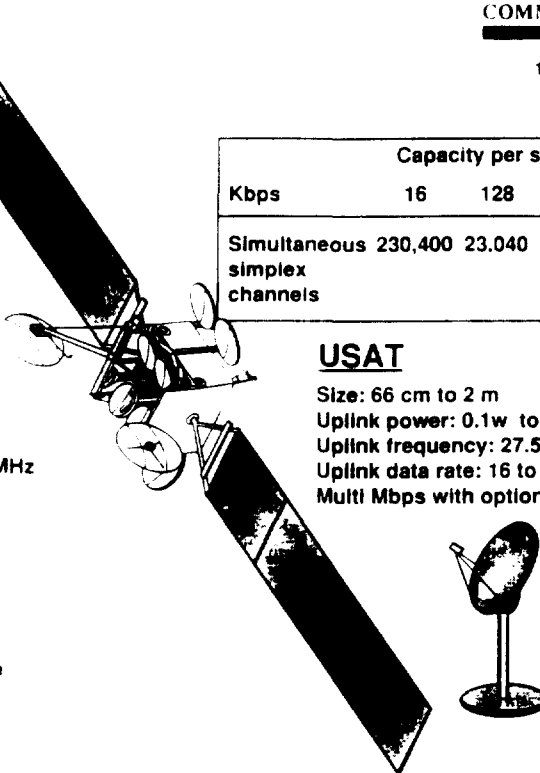 COMM
1
Capacity per s
Kbps 16 128
Simultaneous 230,400 23.040
simplex
channels
USAT
Size: 66 cm to 2 m
Uplink power: 0.1w to
Uplink frequency: 27.5
Uplink data rate: 16 to
Multi Mbps with option
MHz